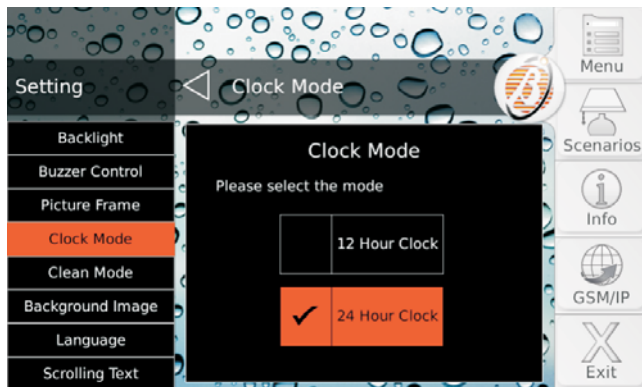 Setting
Clock Mode
Backlight
Buzzer Control
Picture Frame
Clock Mode
Clean Mode
Background Image
Language
Scrolling Text
Clock Mode
Please select the mode
12 Hour Clock
24 Hour Clock
Menu
Scenarios
Info
GSM/IP
Exit